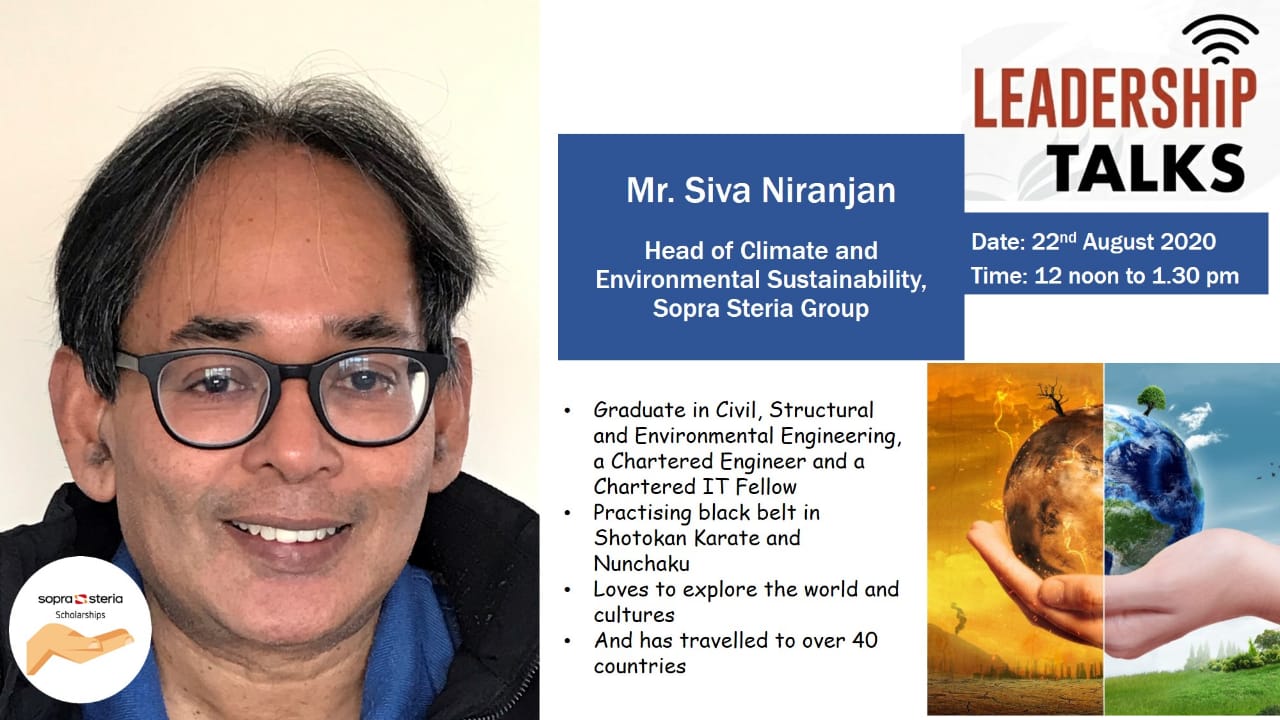 LEADERSHiP
TALKS
Mr. Siva Niranjan
Head of Climate and
Environmental Sustainability,
Sopra Steria Group
Date: 22nd August 2020
Time: 12 noon to 1.30 pm
• Graduate in Civil, Structural
and Environmental Engineering,
a Chartered Engineer and a
Chartered IT Fellow
• Practising black belt in
Shotokan Karate and
Nunchaku
• Loves to explore the world and
cultures
• And has travelled to over 40
countries
sopra steria
Scholarships